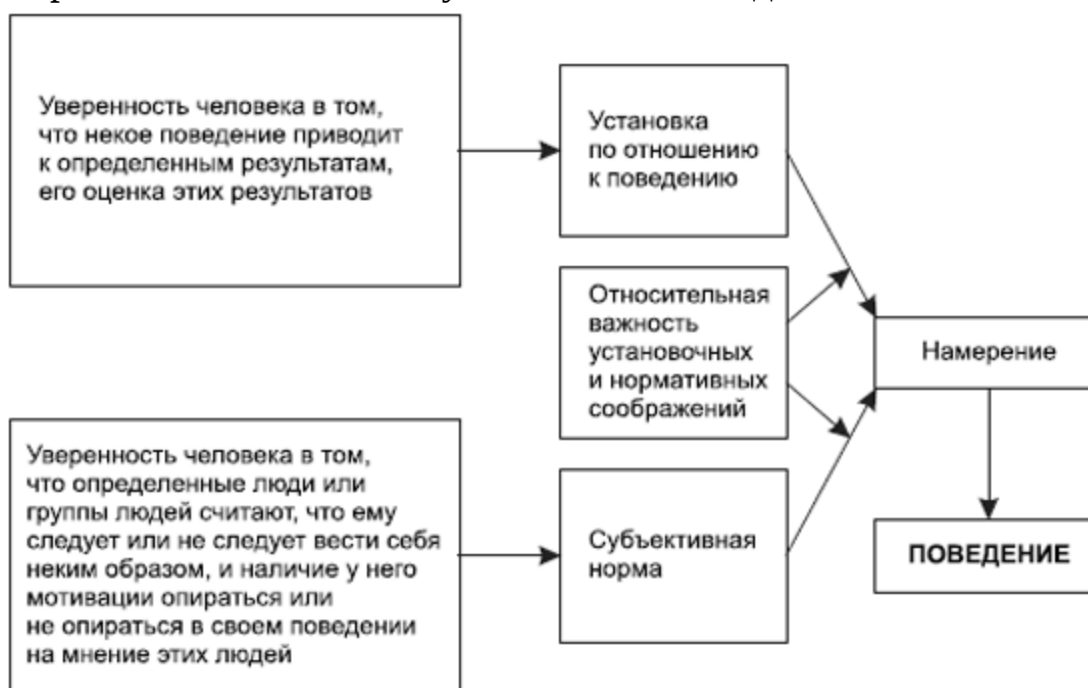 Уверенность человека в том,
что некое поведение приводит
к определенным результатам,
его оценка этих результатов
Установка
по отношению
к поведению
Относительная
важность
установочных
и нормативных
соображений
Намерение
Уверенность человека в том,
что определенные люди или
группы людей считают, что ему
следует или не следует вести себя
неким образом, и наличие у него
мотивации опираться или
не опираться в своем поведении
на мнение этих людей
Субъективная
норма
ПОВЕДЕНИЕ